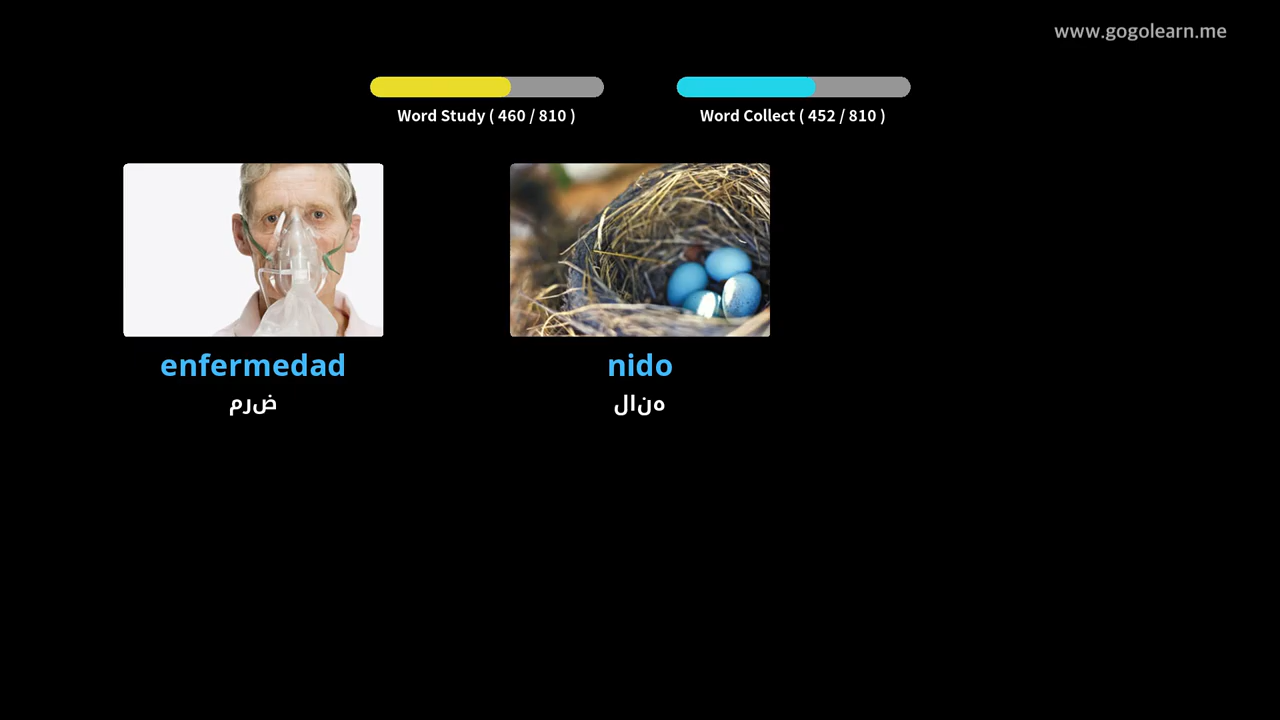 www.gogolearn.me
Word Study ( 460 / 810 )
Word Collect ( 452 / 810 )
enfermedad
ضرم
nido
هنال